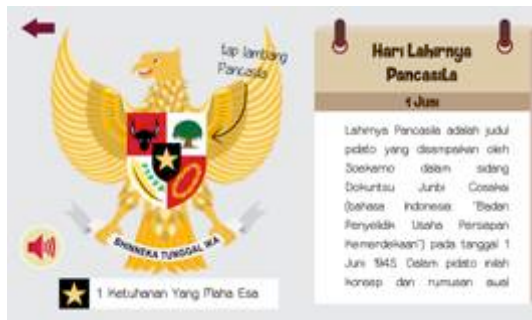 tap lambang
Pancasila
BHINNEKA TUNGGAL IKA
1 Ketuhanan Yang Maha Esa
Hari Lahirnya
Pancasila
1 Juni
Lahirnya Pancasila adalah judul
pidato yang disampaikan oleh
Soekarno dalam sidang
Dokuritsu Junbi Cosakai
(bahasa Indonesia: "Badan
Penyelidik Usaha Persiapan
Kemerdekaan") pada tanggal 1
Juni 1945. Dalam pidato inilah
konsep dan rumusan awal